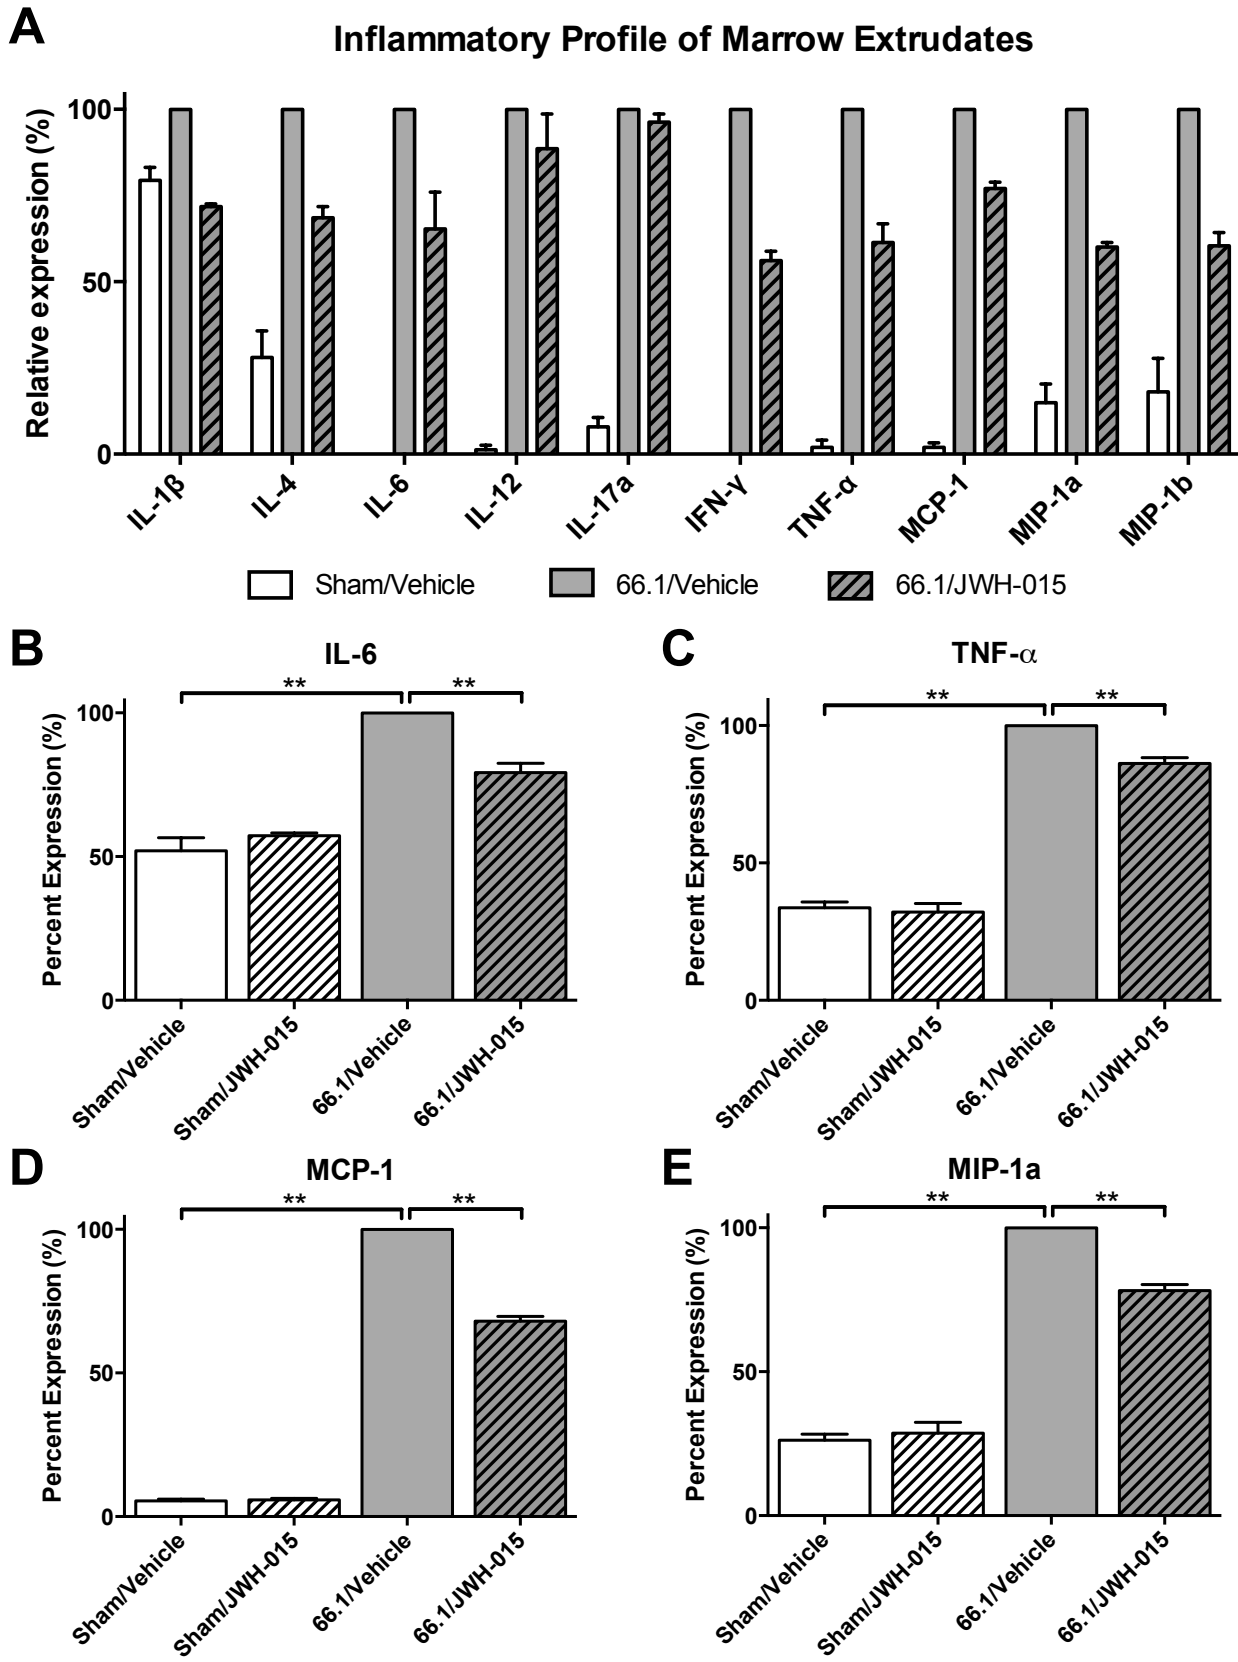 A
Inflammatory Profile of Marrow Extrudates
Relative expression (%)
100
50
0
IL-1β IL-4 IL-6 IL-12 IL-17a IFN-γ TNF-α MCP-1 MIP-1a MIP-1b
Sham/Vehicle 66.1/Vehicle 66.1/JWH-015
B
IL-6
** **
Percent Expression (%)
100
50
0
Sham/Vehicle Sham/JWH-015 66.1/Vehicle 66.1/JWH-015
C
TNF-α
** **
Percent Expression (%)
100
50
0
Sham/Vehicle Sham/JWH-015 66.1/Vehicle 66.1/JWH-015
D
MCP-1
** **
Percent Expression (%)
100
50
0
Sham/Vehicle Sham/JWH-015 66.1/Vehicle 66.1/JWH-015
E
MIP-1a
** **
Percent Expression (%)
100
50
0
Sham/Vehicle Sham/JWH-015 66.1/Vehicle 66.1/JWH-015